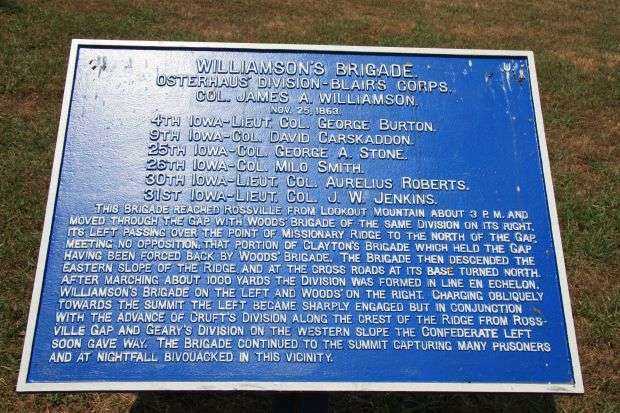 WILLIAMSON'S BRIGADE.
OSTERHAUS' DIVISION-BLAIR'S CORPS.
COL. JAMES A. WILLIAMSON.
NOV. 25, 1863.
4TH IOWA-LIEUT. COL. GEORGE BURTON.
9TH IOWA-COL. DAVID CARSKADDON.
25TH IOWA-COL. GEORGE A. STONE.
26TH IOWA-COL. MILO SMITH.
30TH IOWA-LIEUT. COL. AURELIUS ROBERTS.
31ST IOWA-LIEUT. COL. J. W. JENKINS.
THIS BRIGADE REACHED ROSSVILLE FROM LOOKOUT MOUNTAIN ABOUT 3 P.M. AND
MOVED THROUGH THE GAP WITH WOODS' BRIGADE OF THE SAME DIVISION ON ITS RIGHT,
ITS LEFT PASSING OVER THE POINT OF MISSIONARY RIDGE TO THE NORTH OF THE GAP,
MEETING NO OPPOSITION, THAT PORTION OF CLAYTON'S BRIGADE WHICH HELD THE GAP
HAVING BEEN FORCED BACK BY WOODS' BRIGADE. THE BRIGADE THEN DESCENDED THE
EASTERN SLOPE OF THE RIDGE AND AT THE CROSS ROADS AT ITS BASE TURNED NORTH.
AFTER MARCHING ABOUT 1000 YARDS THE DIVISION WAS FORMED IN LINE EN ECHELON,
WILLIAMSON'S BRIGADE ON THE LEFT AND WOODS' ON THE RIGHT. CHARGING OBLIQUELY
TOWARDS THE SUMMIT THE LEFT BECAME SHARPLY ENGAGED BUT IN CONJUNCTION
WITH THE ADVANCE OF CRUFT'S DIVISION ALONG THE CREST OF THE RIDGE FROM ROSS-
VILLE GAP AND GEARY'S DIVISION ON THE WESTERN SLOPE THE CONFEDERATE LEFT
SOON GAVE WAY. THE BRIGADE CONTINUED TO THE SUMMIT CAPTURING MANY PRISONERS
AND AT NIGHTFALL BIVOUACKED IN THIS VICINITY.